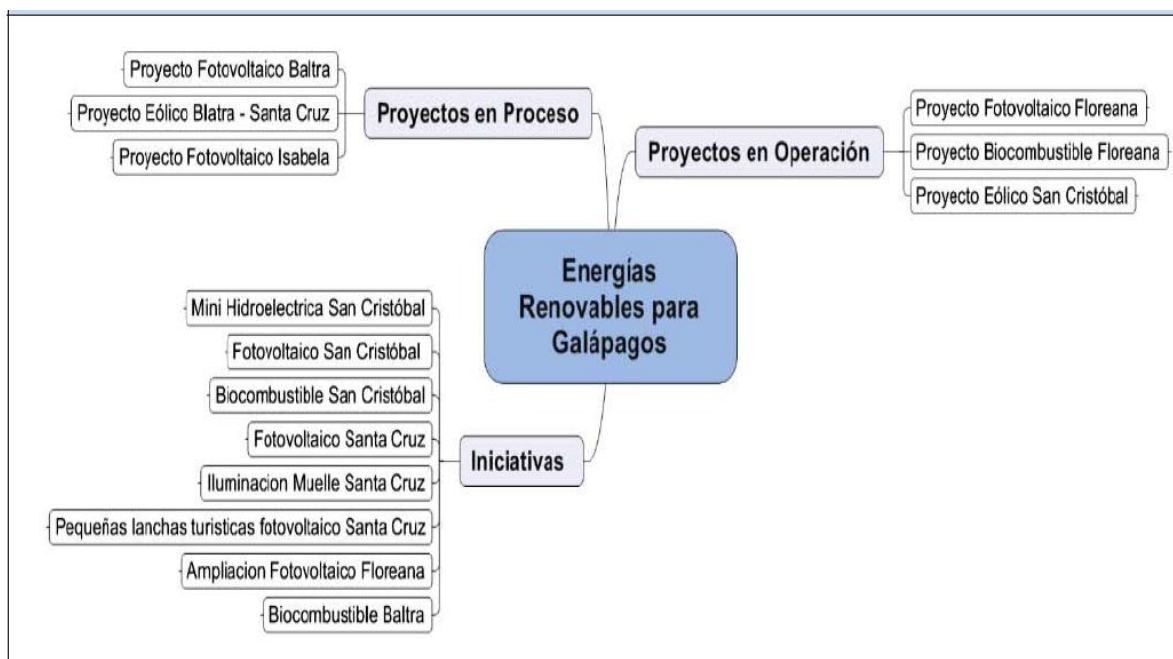 Proyecto Fotovoltaico Baltra
Proyecto Eólico Blatra - Santa Cruz
Proyecto Fotovoltaico Isabela
Proyectos en Proceso
Proyectos en Operación
Proyecto Fotovoltaico Floreana
Proyecto Biocombustible Floreana
Proyecto Eólico San Cristóbal
Energías
Renovables para
Galápagos
Mini Hidroelectrica San Cristóbal
Fotovoltaico San Cristóbal
Biocombustible San Cristóbal
Fotovoltaico Santa Cruz
Iluminacion Muelle Santa Cruz
Pequeñas lanchas turisticas fotovoltaico Santa Cruz
Ampliacion Fotovoltaico Floreana
Biocombustible Baltra
Iniciativas